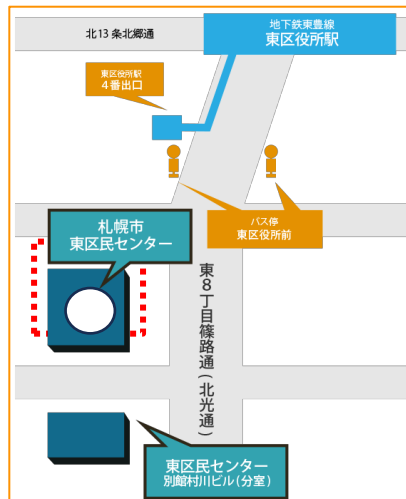 北13条北郷通
地下鉄東豊線
東区役所駅
東区役所駅
4番出口
バス停
東区役所前
札幌市
東区民センター
東8丁目篠路通(北光通)
東区民センター
別館村川ビル(分室)